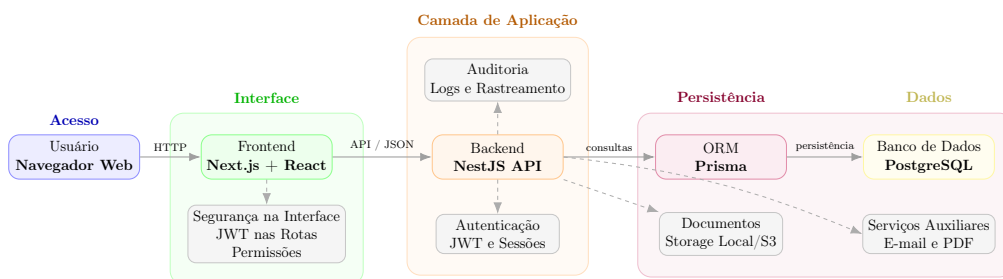 Camada de Aplicação
Auditoria
Logs e Rastreamento
Interface
Persistência
Dados
Acesso
Usuário
Navegador Web
HTTP
Frontend
Next.js + React
API / JSON
Backend
NestJS API
consultas
ORM
Prisma
persistência
Banco de Dados
PostgreSQL
Segurança na Interface
JWT nas Rotas
Permissões
Autenticação
JWT e Sessões
Documentos
Storage Local/S3
Serviços Auxiliares
E-mail e PDF